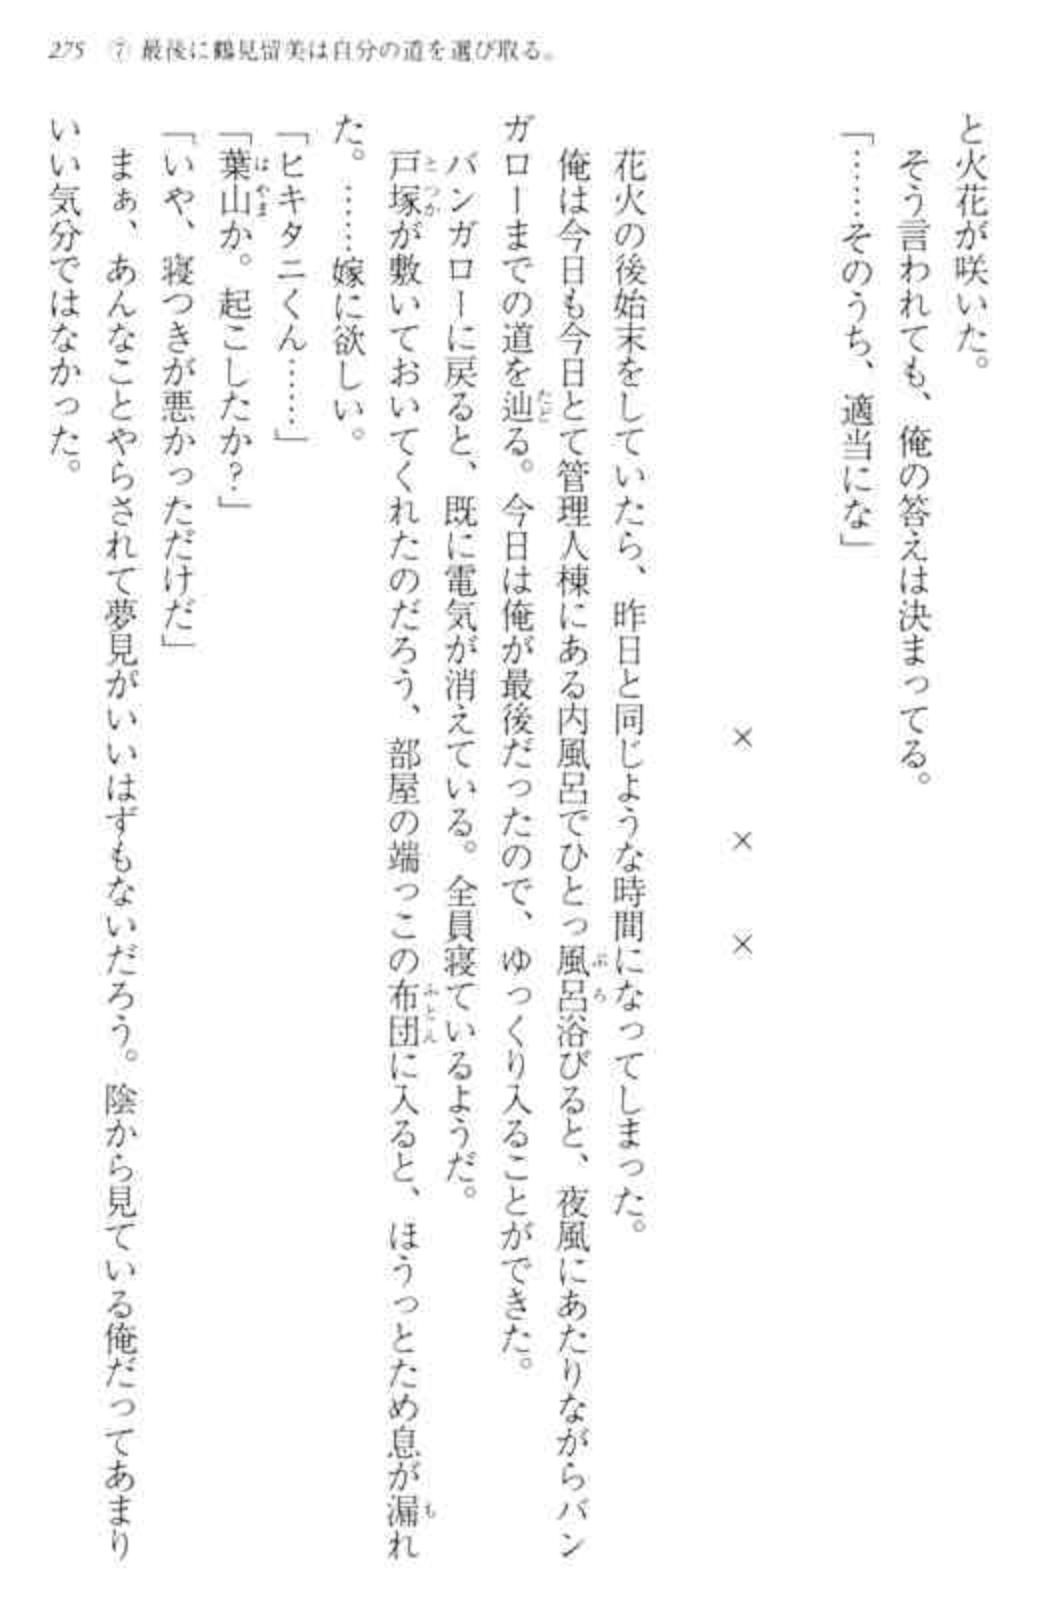 275 ⑦ 最後に鶴見留美は自分の道を選び取る。
と火花が咲いた。
そう言われても、俺の答えは決まってる。
「……そのうち、適当にな」
× × ×
花火の後始末をしていたら、昨日と同じような時間になってしまった。
俺は今日も今日とて管理人棟にある内風呂でひとっ風呂浴びると、夜風にあたりながらバン
ガローまでの道を辿る。今日は俺が最後だったので、ゆっくり入ることができた。
バンガローに戻ると、既に電気が消えている。全員寝ているようだ。
戸塚が敷いておいてくれたのだろう、部屋の端っこの布団に入ると、ほうっとため息が漏れ
た。……嫁に欲しい。
「ヒキタニくん……」
「葉山か。起こしたか?」
「いや、寝つきが悪かっただけだ」
まぁ、あんなことやらされて夢見がいいはずもないだろう。陰から見ている俺だってあまり
いい気分ではなかった。